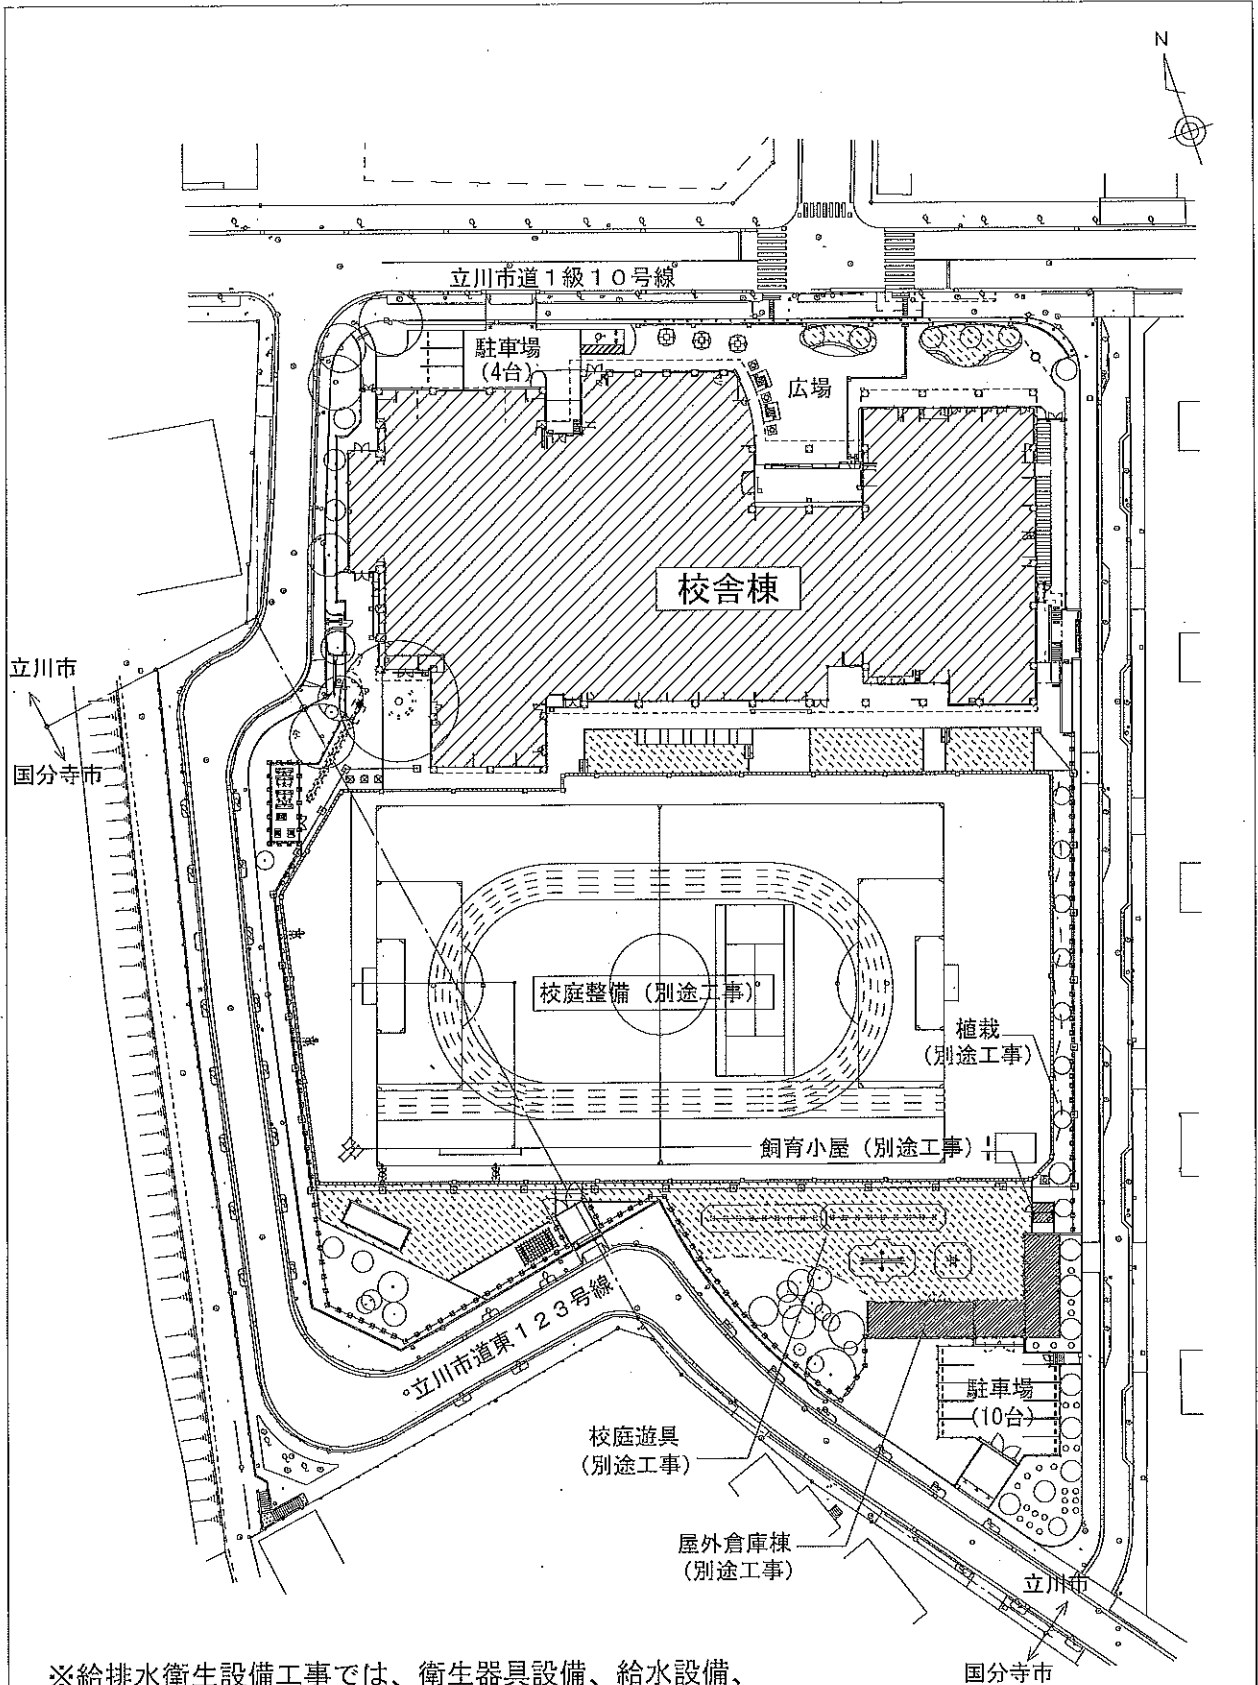 N
立川市道1級10号線
駐車場
(4台)
広場
校舎棟
立川市
国分寺市
校庭整備(別途工事)
植栽
(別途工事)
飼育小屋(別途工事)
立川市道東123号線
駐車場
(10台)
校庭遊具
(別途工事)
屋外倉庫棟
(別途工事)
立川市
国分寺市
※給排水衛生設備工事では、衛生器具設備、給水設備、